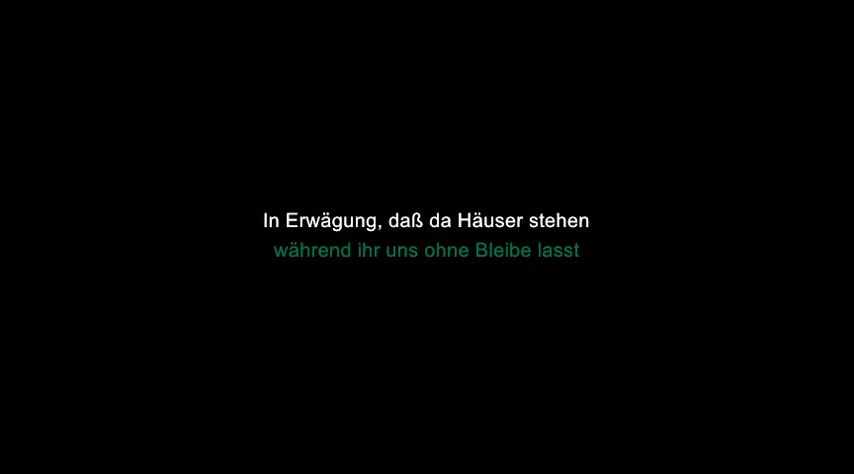 In Erwägung, daß da Häuser stehen
während ihr uns ohne Bleibe lasst